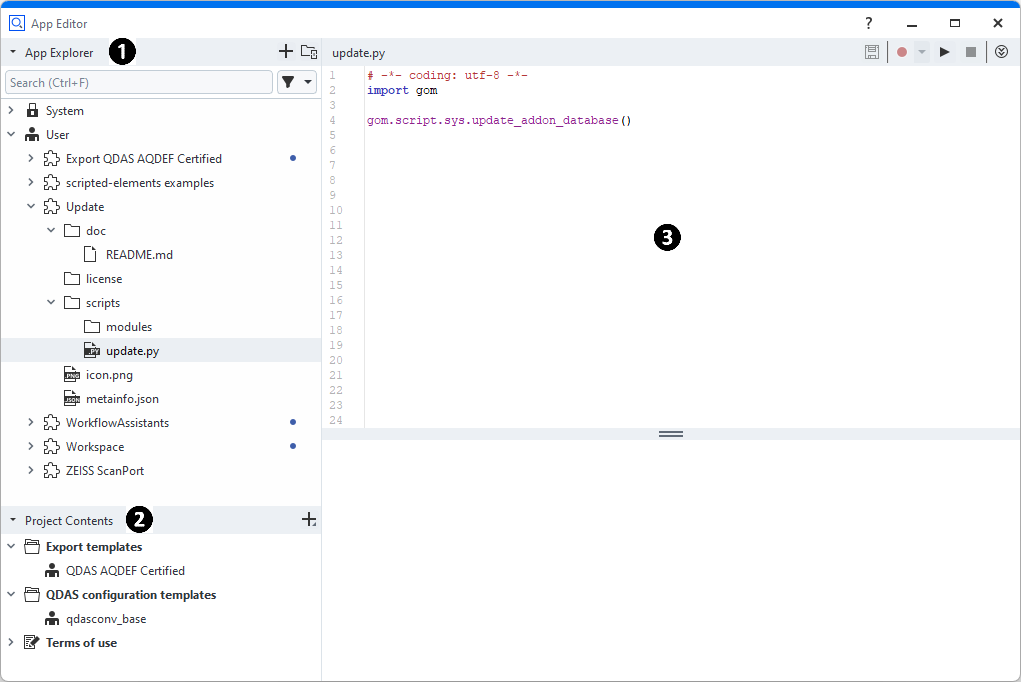 App Editor
?
App Explorer 1
Search (Ctrl+F)
System
User
Export QDAS AQDEF Certified
scripted-elements examples
Update
doc
README.md
license
scripts
modules
update.py
icon.png
metainfo.json
WorkflowAssistants
Workspace
ZEISS ScanPort
Project Contents 2
Export templates
QDAS AQDEF Certified
QDAS configuration templates
qdasconv_base
Terms of use
update.py
1 # -*- coding: utf-8 -*-
2 import gom
3
4 gom.script.sys.update_addon_database()
5
6
7
8
9
10
11
3
12
13
14
15
16
17
18
19
20
21
22
23
24